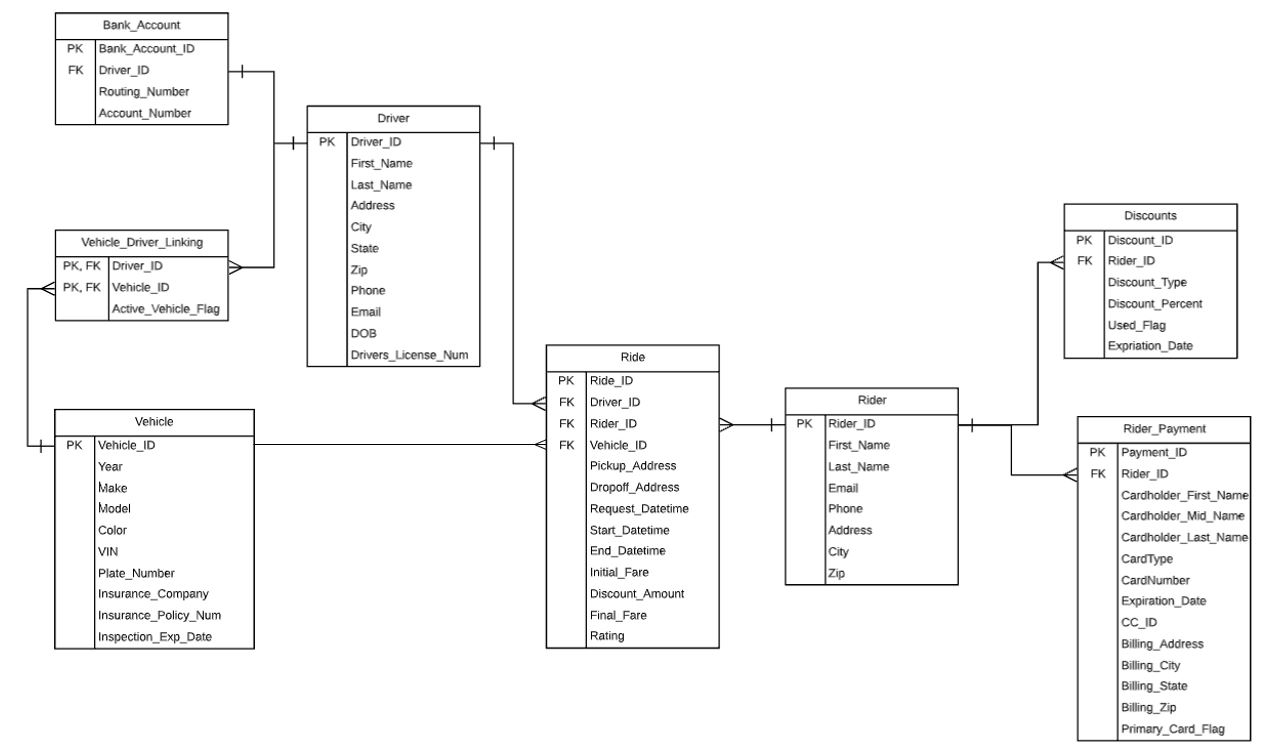 Bank_Account
PK Bank_Account_ID
FK Driver_ID
Routing_Number
Account_Number
Driver
PK Driver_ID
First_Name
Last_Name
Address
City
State
Zip
Phone
Email
DOB
Drivers_License_Num
Vehicle_Driver_Linking
PK, FK Driver_ID
PK, FK Vehicle_ID
Active_Vehicle_Flag
Vehicle
PK Vehicle_ID
Year
Make
Model
Color
VIN
Plate_Number
Insurance_Company
Insurance_Policy_Num
Inspection_Exp_Date
Ride
PK Ride_ID
FK Driver_ID
FK Rider_ID
FK Vehicle_ID
Pickup_Address
Dropoff_Address
Request_Datetime
Start_Datetime
End_Datetime
Initial_Fare
Discount_Amount
Final_Fare
Rating
Rider
PK Rider_ID
First_Name
Last_Name
Email
Phone
Address
City
Zip
Discounts
PK Discount_ID
FK Rider_ID
Discount_Type
Discount_Percent
Used_Flag
Expriation_Date
Rider_Payment
PK Payment_ID
FK Rider_ID
Cardholder_First_Name
Cardholder_Mid_Name
Cardholder_Last_Name
CardType
CardNumber
Expiration_Date
CC_ID
Billing_Address
Billing_City
Billing_State
Billing_Zip
Primary_Card_Flag